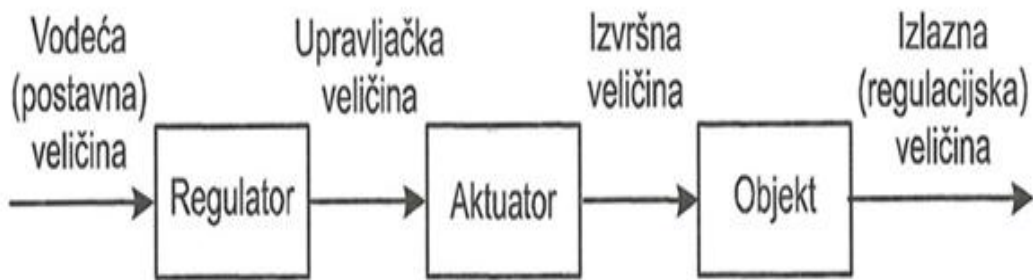 Vodeća
(postavna)
veličina
Upravljačka
veličina
Izvršna
veličina
Izlazna
(regulacijska)
veličina
Regulator
Aktuator
Objekt